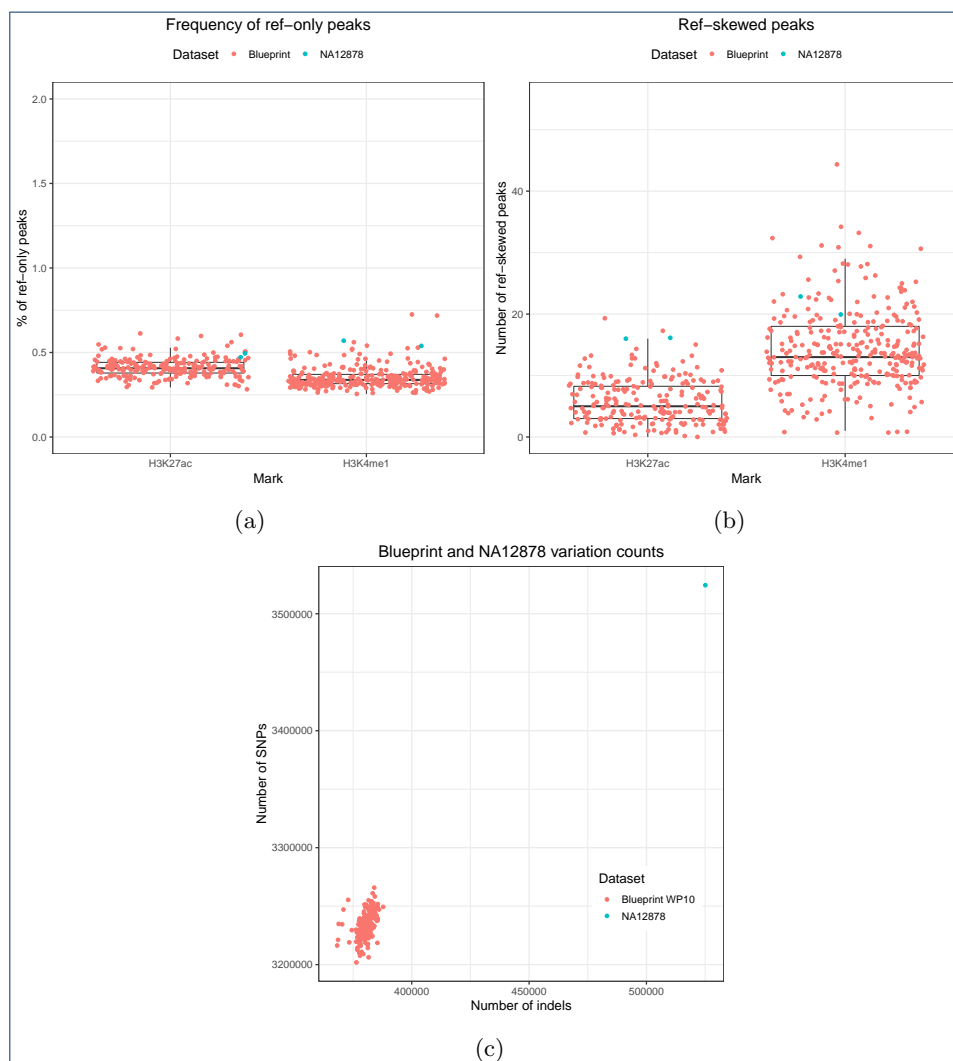 Frequency of ref−only peaks
Dataset Blueprint NA12878
% of ref−only peaks
2.0
1.5
1.0
0.5
0.0
H3K27ac H3K4me1
Mark
(a)
Ref−skewed peaks
Dataset Blueprint NA12878
Number of ref−skewed peaks
40
20
0
H3K27ac H3K4me1
Mark
(b)
Blueprint and NA12878 variation counts
Number of SNPs
3500000
3400000
3300000
3200000
Dataset
Blueprint WP10
NA12878
400000 450000 500000
Number of indels
(c)